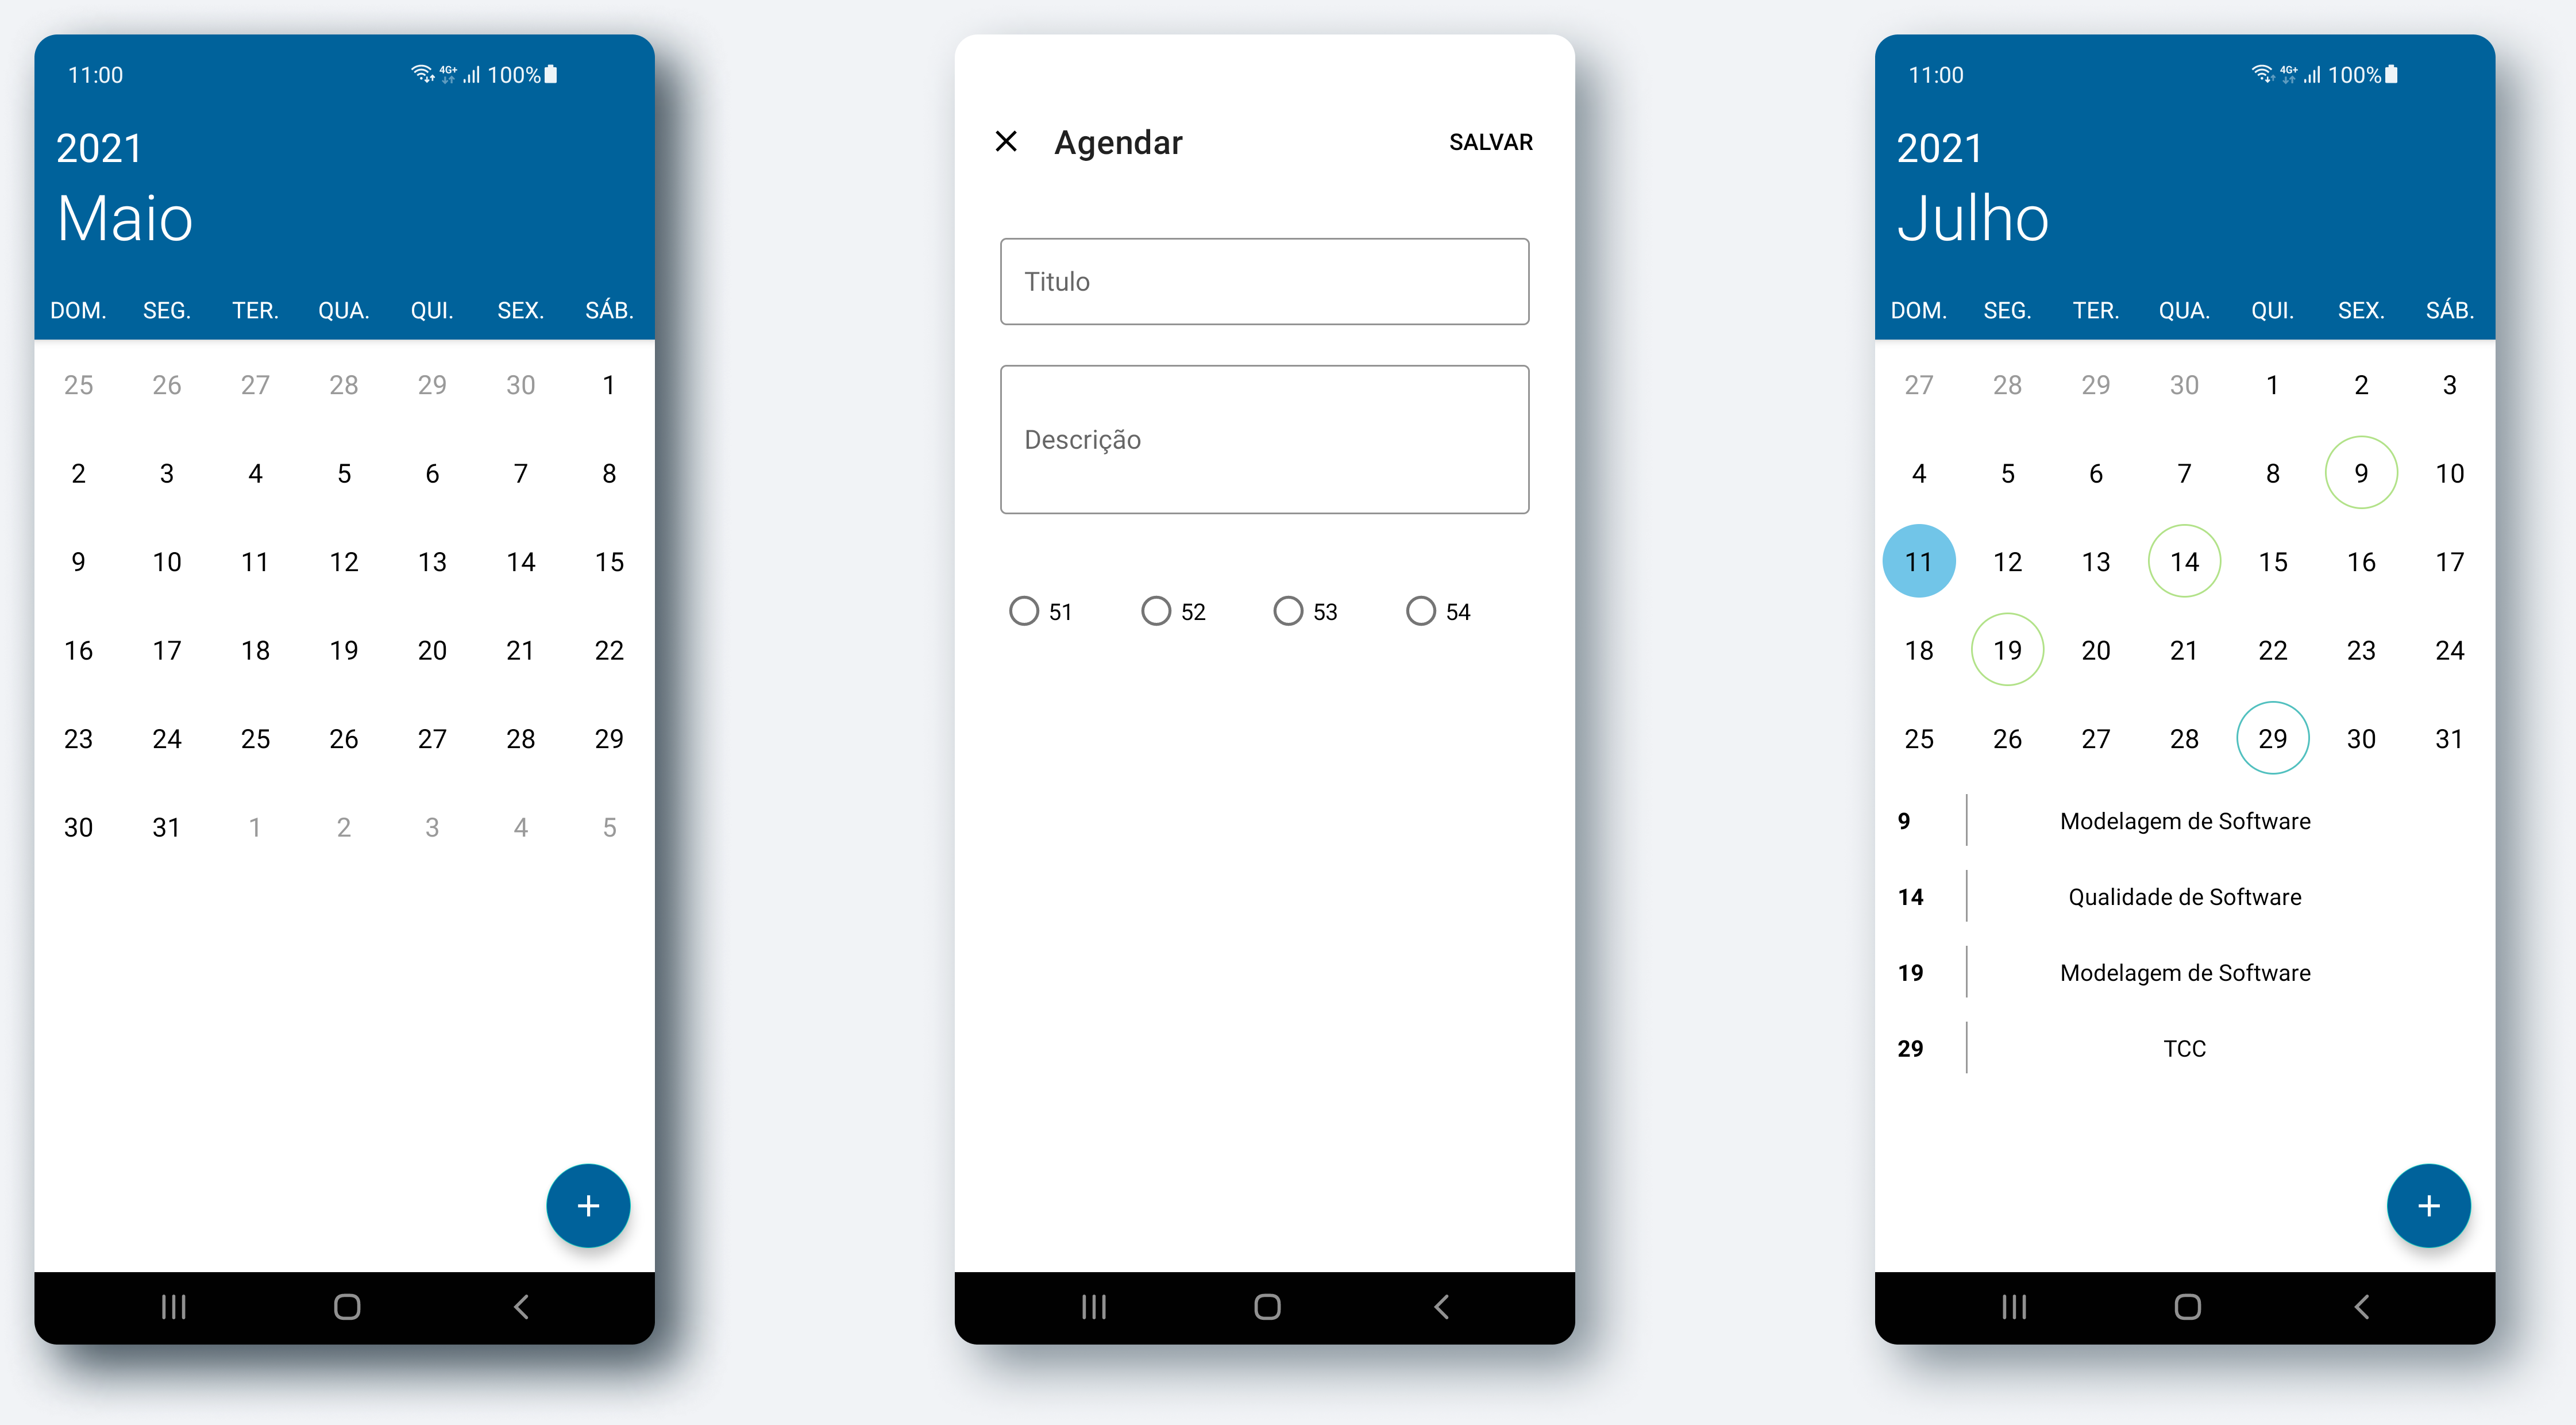 11:00 4G+ 100%
2021
Maio
DOM. SEG. TER. QUA. QUI. SEX. SÁB.
25 26 27 28 29 30 1
2 3 4 5 6 7 8
9 10 11 12 13 14 15
16 17 18 19 20 21 22
23 24 25 26 27 28 29
30 31 1 2 3 4 5
+
Agendar SALVAR
Titulo
Descrição
51 52 53 54
11:00 4G+ 100%
2021
Julho
DOM. SEG. TER. QUA. QUI. SEX. SÁB.
27 28 29 30 1 2 3
4 5 6 7 8 9 10
11 12 13 14 15 16 17
18 19 20 21 22 23 24
25 26 27 28 29 30 31
9 Modelagem de Software
14 Qualidade de Software
19 Modelagem de Software
29 TCC
+